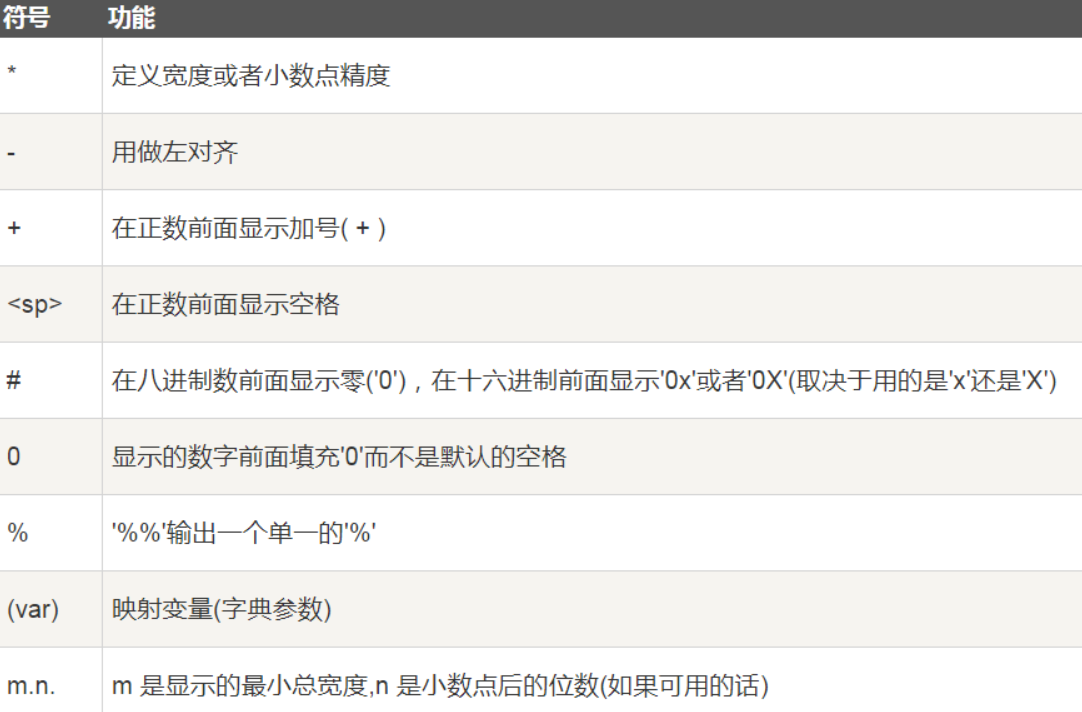 符号 功能
* 定义宽度或者小数点精度
- 用做左对齐
+ 在正数前面显示加号( + )
<sp> 在正数前面显示空格
# 在八进制数前面显示零('0')，在十六进制前面显示'0x'或者'0X'(取决于用的是'x'还是'X')
0 显示的数字前面填充'0'而不是默认的空格
% '%%'输出一个单一的'%'
(var) 映射变量(字典参数)
m.n. m 是显示的最小总宽度,n 是小数点后的位数(如果可用的话)